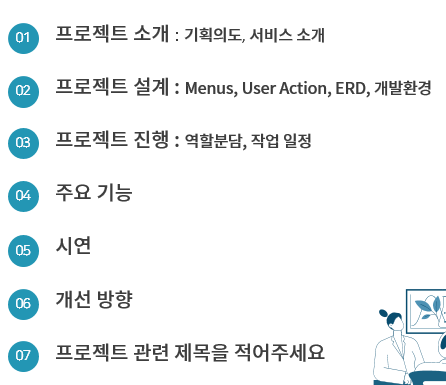 01 프로젝트 소개 : 기획의도, 서비스 소개
02 프로젝트 설계 : Menus, User Action, ERD, 개발환경
03 프로젝트 진행 : 역할분담, 작업 일정
04 주요 기능
05 시연
06 개선 방향
07 프로젝트 관련 제목을 적어주세요